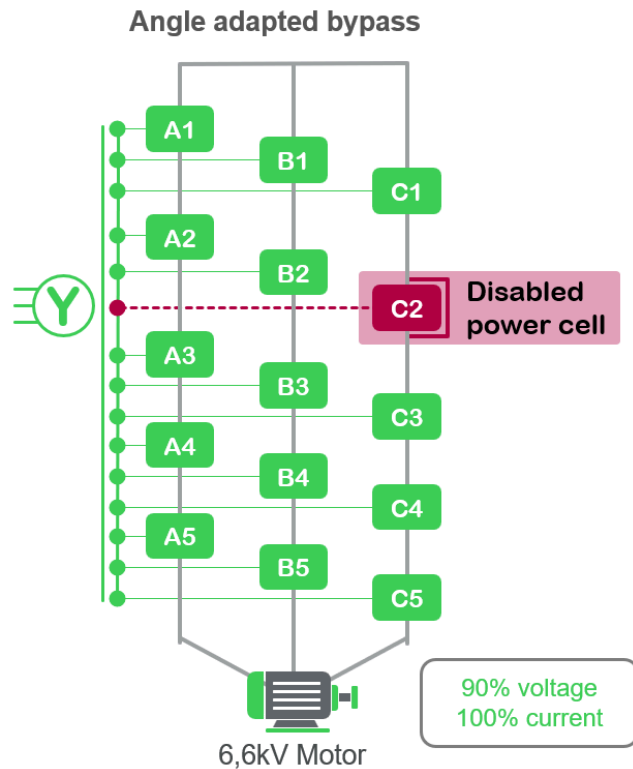 Angle adapted bypass
A1
B1
C1
A2
B2
Y
C2
Disabled
power cell
A3
B3
C3
A4
B4
C4
A5
B5
C5
90% voltage
100% current
6,6kV Motor